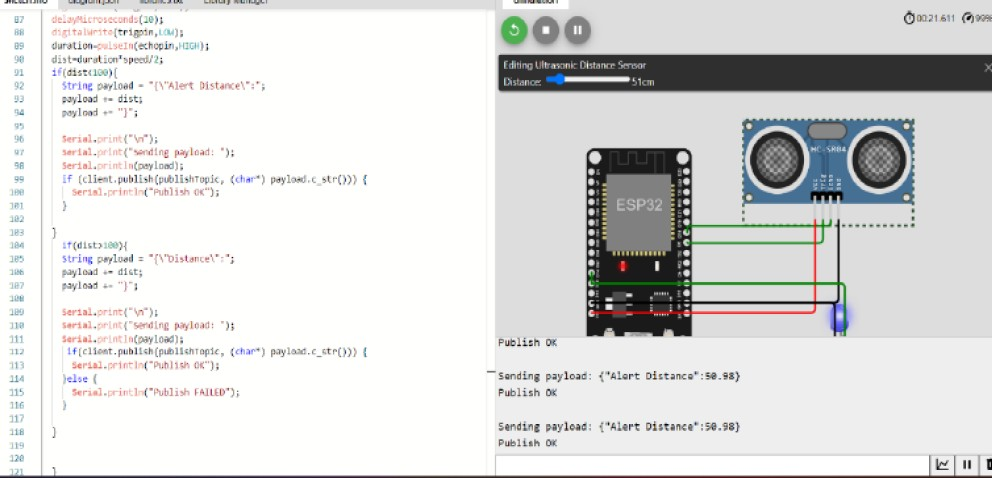 sketch.ino diagram.json libraries.txt Library Manager
Simulation
87 delayMicroseconds(10);
88 digitalWrite(trigpin,LOW);
89 duration=pulseIn(echopin,HIGH);
90 dist=duration*speed/2;
91 if(dist<100){
92 String payload = "{\"Alert Distance\":";
93 payload += dist;
94 payload += "}";
95
96 Serial.print("\n");
97 Serial.print("Sending payload: ");
98 Serial.println(payload);
99 if (client.publish(publishTopic, (char*) payload.c_str())) {
100 Serial.println("Publish OK");
101 }
102
103 }
104 if(dist>100){
105 String payload = "{\"Distance\":";
106 payload += dist;
107 payload += "}";
108
109 Serial.print("\n");
110 Serial.print("Sending payload: ");
111 Serial.println(payload);
112 if(client.publish(publishTopic, (char*) payload.c_str())) {
113 Serial.println("Publish OK");
114 }else {
115 Serial.println("Publish FAILED");
116 }
117
118 }
119
120
121 }
00:21.611 99%
Editing Ultrasonic Distance Sensor
Distance: 51cm
HC-SR04
ESP32
Publish OK
Sending payload: {"Alert Distance":50.98}
Publish OK
Sending payload: {"Alert Distance":50.98}
Publish OK